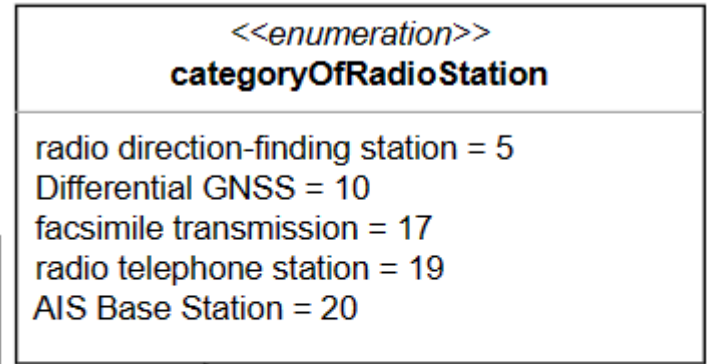 <<enumeration>>
categoryOfRadioStation
radio direction-finding station = 5
Differential GNSS = 10
facsimile transmission = 17
radio telephone station = 19
AIS Base Station = 20